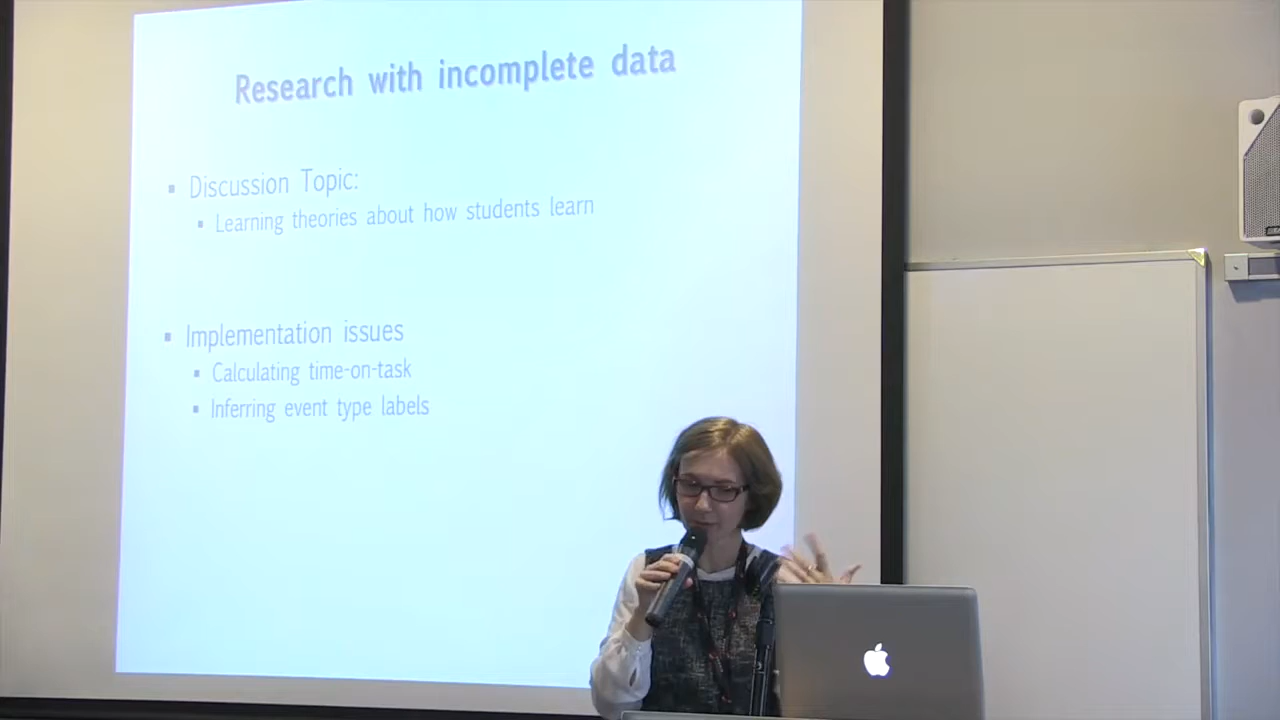 Research with incomplete data
▪ Discussion Topic:
▪ Learning theories about how students learn
▪ Implementation issues
▪ Calculating time-on-task
▪ Inferring event type labels